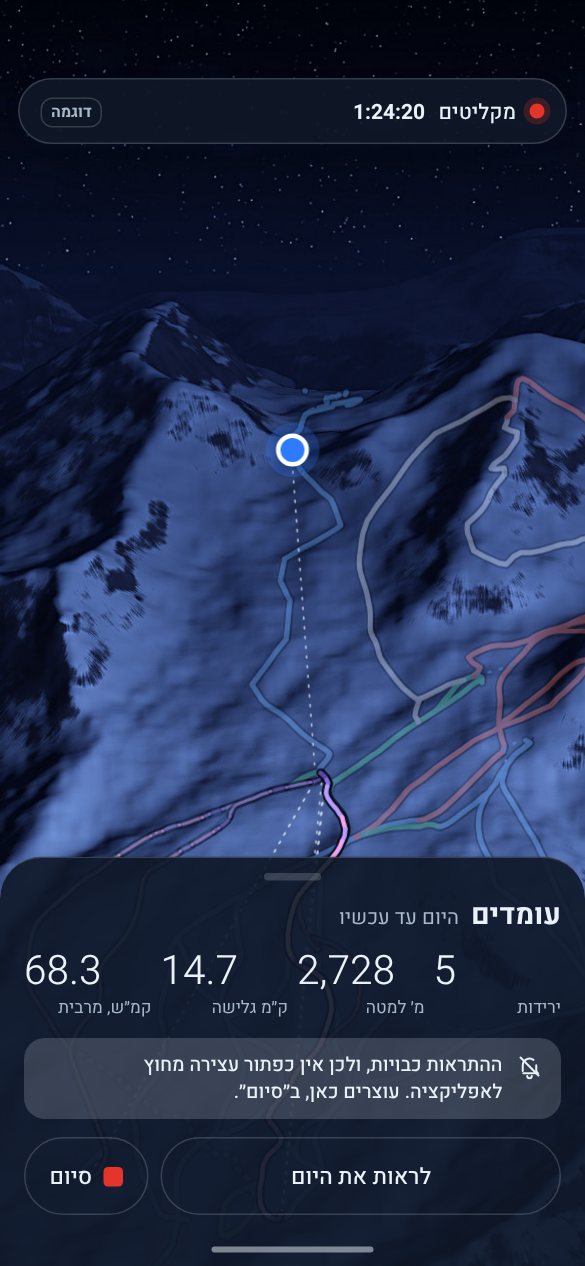 מקליטים 1:24:20 דוגמה
עומדים היום עד עכשיו
5 2,728 14.7 68.3
ירידות מ׳ למטה ק״מ גלישה קמ״ש, מרבית
ההתראות כבויות, ולכן אין כפתור עצירה מחוץ
לאפליקציה. עוצרים כאן, ב״סיום״.
לראות את היום סיום